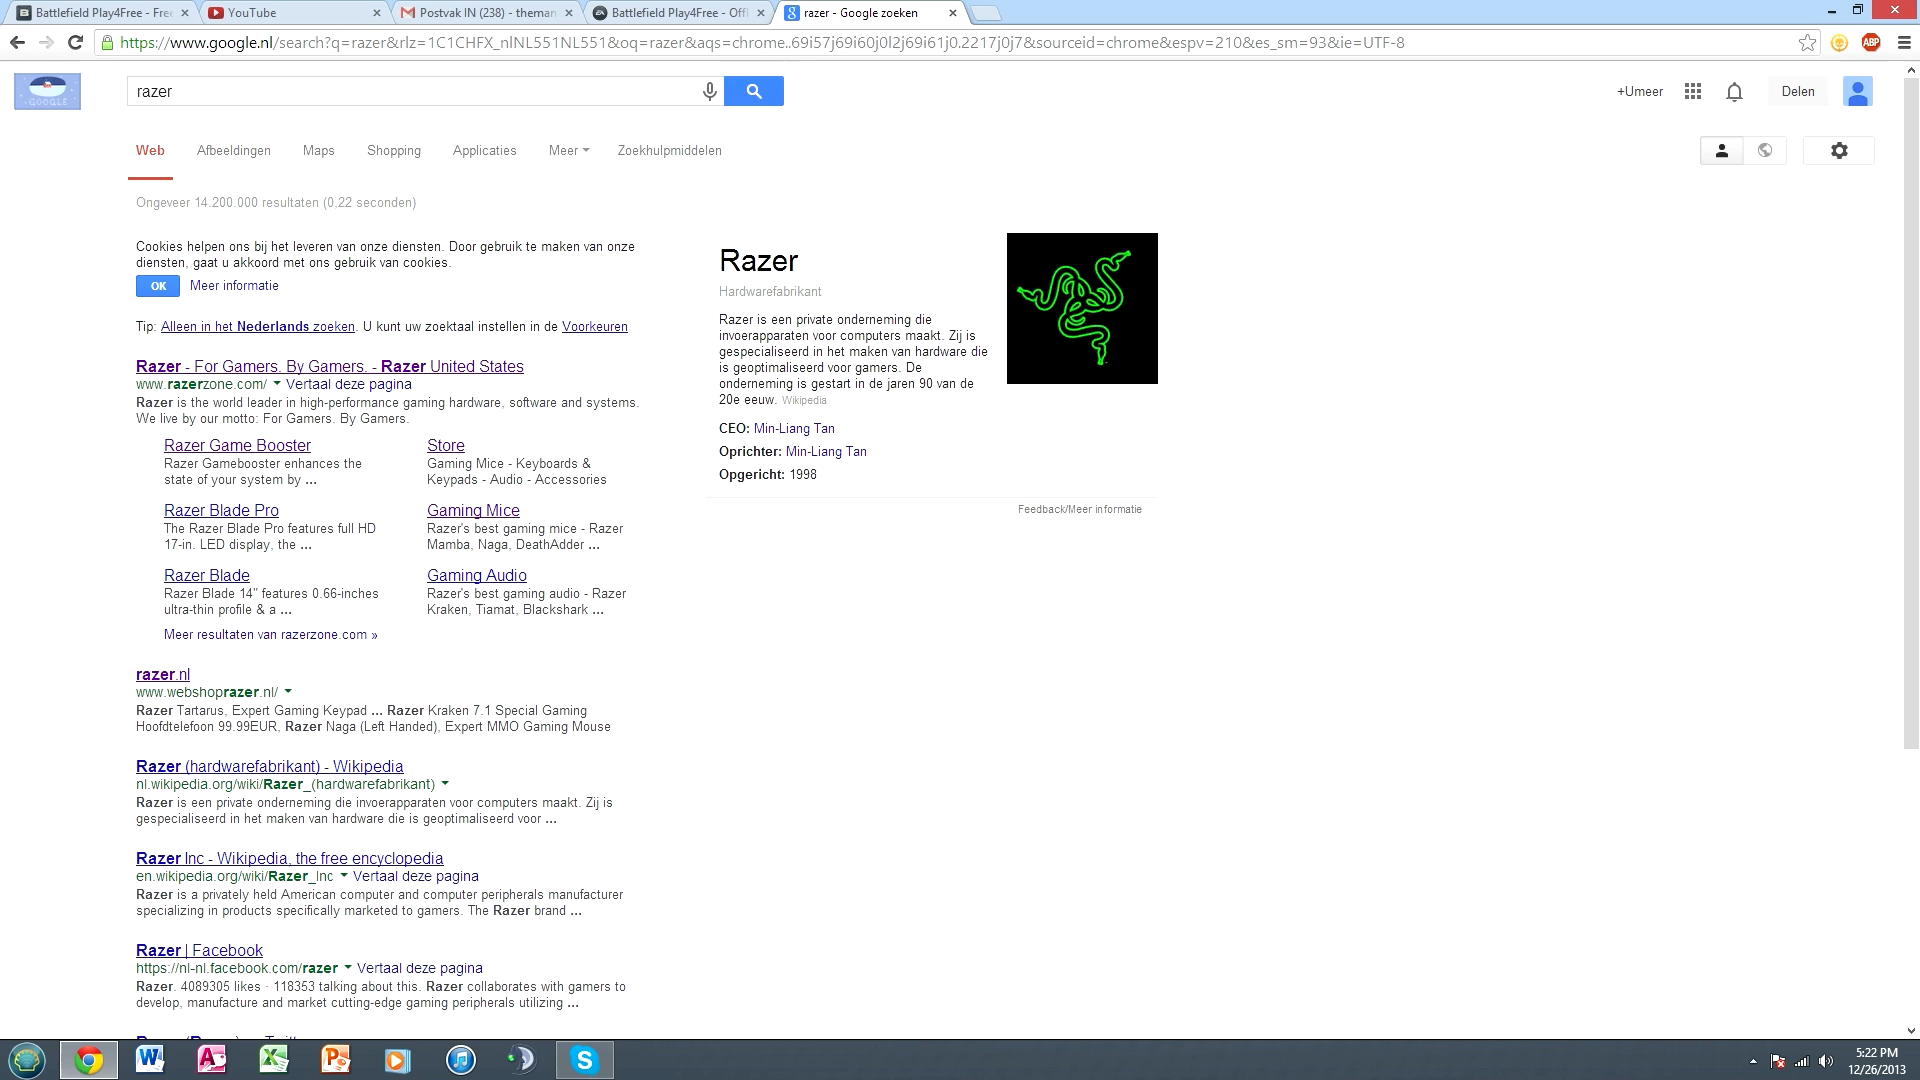 Battlefield Play4Free - Free
YouTube
Postvak IN (238) - theman
Battlefield Play4Free - Offi
razer - Google zoeken
https://www.google.nl/search?q=razer&rlz=1C1CHFX_nlNL551NL551&oq=razer&aqs=chrome..69i57j69i60j0l2j69i61j0.2217j0j7&sourceid=chrome&espv=210&es_sm=93&ie=UTF-8
ABP
GOOGLE
razer
+Umeer
Delen
Web
Afbeeldingen
Maps
Shopping
Applicaties
Meer
Zoekhulpmiddelen
Ongeveer 14.200.000 resultaten (0,22 seconden)
Cookies helpen ons bij het leveren van onze diensten. Door gebruik te maken van onze
diensten, gaat u akkoord met ons gebruik van cookies.
OK Meer informatie
Tip: Alleen in het Nederlands zoeken. U kunt uw zoektaal instellen in de Voorkeuren
Razer - For Gamers. By Gamers. - Razer United States
www.razerzone.com/ Vertaal deze pagina
Razer is the world leader in high-performance gaming hardware, software and systems.
We live by our motto: For Gamers. By Gamers.
Razer Game Booster
Razer Gamebooster enhances the
state of your system by ...
Store
Gaming Mice - Keyboards &
Keypads - Audio - Accessories
Razer Blade Pro
The Razer Blade Pro features full HD
17-in. LED display, the ...
Gaming Mice
Razer's best gaming mice - Razer
Mamba, Naga, DeathAdder ...
Razer Blade
Razer Blade 14" features 0.66-inches
ultra-thin profile & a ...
Gaming Audio
Razer's best gaming audio - Razer
Kraken, Tiamat, Blackshark ...
Meer resultaten van razerzone.com »
razer.nl
www.webshoprazer.nl/
Razer Tartarus, Expert Gaming Keypad ... Razer Kraken 7.1 Special Gaming
Hoofdtelefoon 99.99EUR, Razer Naga (Left Handed), Expert MMO Gaming Mouse
Razer (hardwarefabrikant) - Wikipedia
nl.wikipedia.org/wiki/Razer_(hardwarefabrikant)
Razer is een private onderneming die invoerapparaten voor computers maakt. Zij is
gespecialiseerd in het maken van hardware die is geoptimaliseerd voor ...
Razer Inc - Wikipedia, the free encyclopedia
en.wikipedia.org/wiki/Razer_Inc Vertaal deze pagina
Razer is a privately held American computer and computer peripherals manufacturer
specializing in products specifically marketed to gamers. The Razer brand ...
Razer | Facebook
https://nl-nl.facebook.com/razer Vertaal deze pagina
Razer. 4089305 likes · 118353 talking about this. Razer collaborates with gamers to
develop, manufacture and market cutting-edge gaming peripherals utilizing ...
Razer
Hardwarefabrikant
Razer is een private onderneming die
invoerapparaten voor computers maakt. Zij is
gespecialiseerd in het maken van hardware die
is geoptimaliseerd voor gamers. De
onderneming is gestart in de jaren 90 van de
20e eeuw. Wikipedia
CEO: Min-Liang Tan
Oprichter: Min-Liang Tan
Opgericht: 1998
Feedback/Meer informatie
5:22 PM
12/26/2013